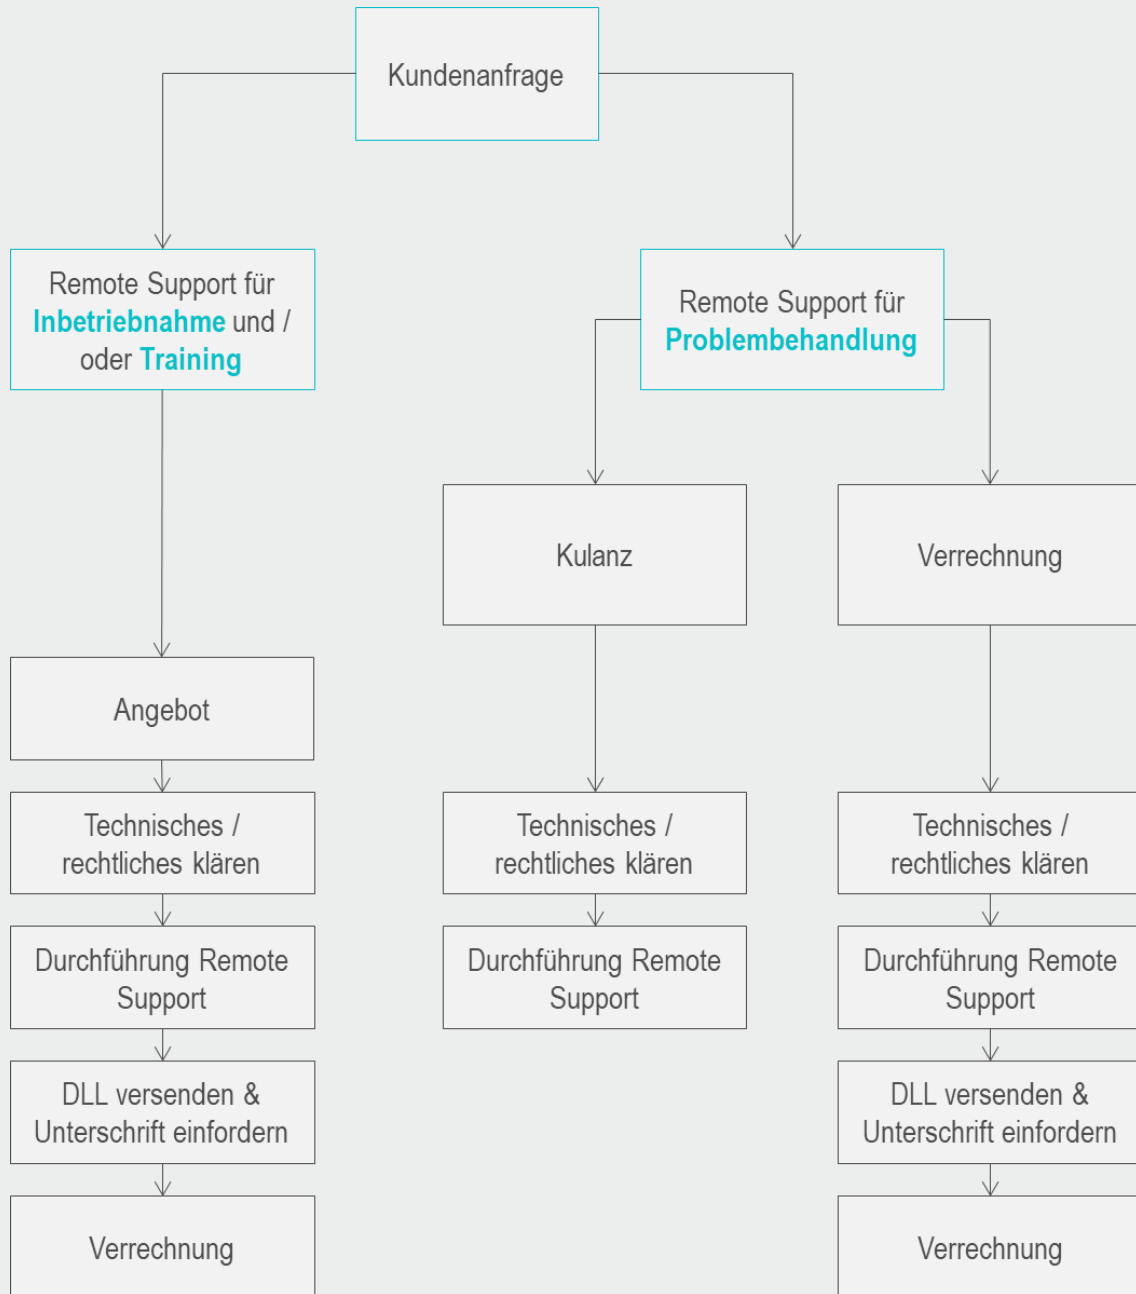 Kundenanfrage
Remote Support für
Inbetriebnahme und /
oder Training
Remote Support für
Problembehandlung
Kulanz
Verrechnung
Angebot
Technisches /
rechtliches klären
Technisches /
rechtliches klären
Technisches /
rechtliches klären
Durchführung Remote
Support
Durchführung Remote
Support
Durchführung Remote
Support
DLL versenden &
Unterschrift einfordern
DLL versenden &
Unterschrift einfordern
Verrechnung
Verrechnung